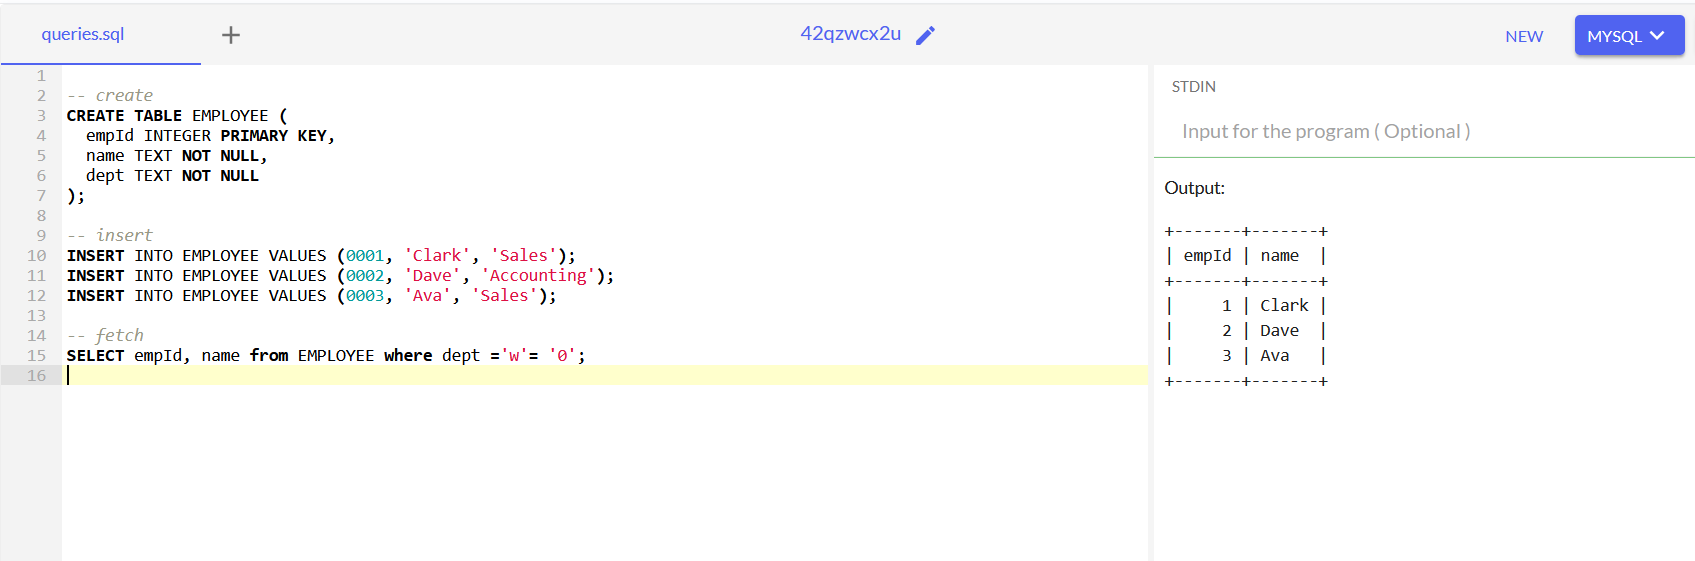 queries.sql
42qzwcx2u
NEW
MYSQL
1
2 -- create
3 CREATE TABLE EMPLOYEE (
4   empId INTEGER PRIMARY KEY,
5   name TEXT NOT NULL,
6   dept TEXT NOT NULL
7 );
8
9 -- insert
10 INSERT INTO EMPLOYEE VALUES (0001, 'Clark', 'Sales');
11 INSERT INTO EMPLOYEE VALUES (0002, 'Dave', 'Accounting');
12 INSERT INTO EMPLOYEE VALUES (0003, 'Ava', 'Sales');
13
14 -- fetch
15 SELECT empId, name from EMPLOYEE where dept ='w'= '0';
16
STDIN
Input for the program ( Optional )
Output:
+-------+-------+
| empId | name  |
+-------+-------+
|     1 | Clark |
|     2 | Dave  |
|     3 | Ava   |
+-------+-------+